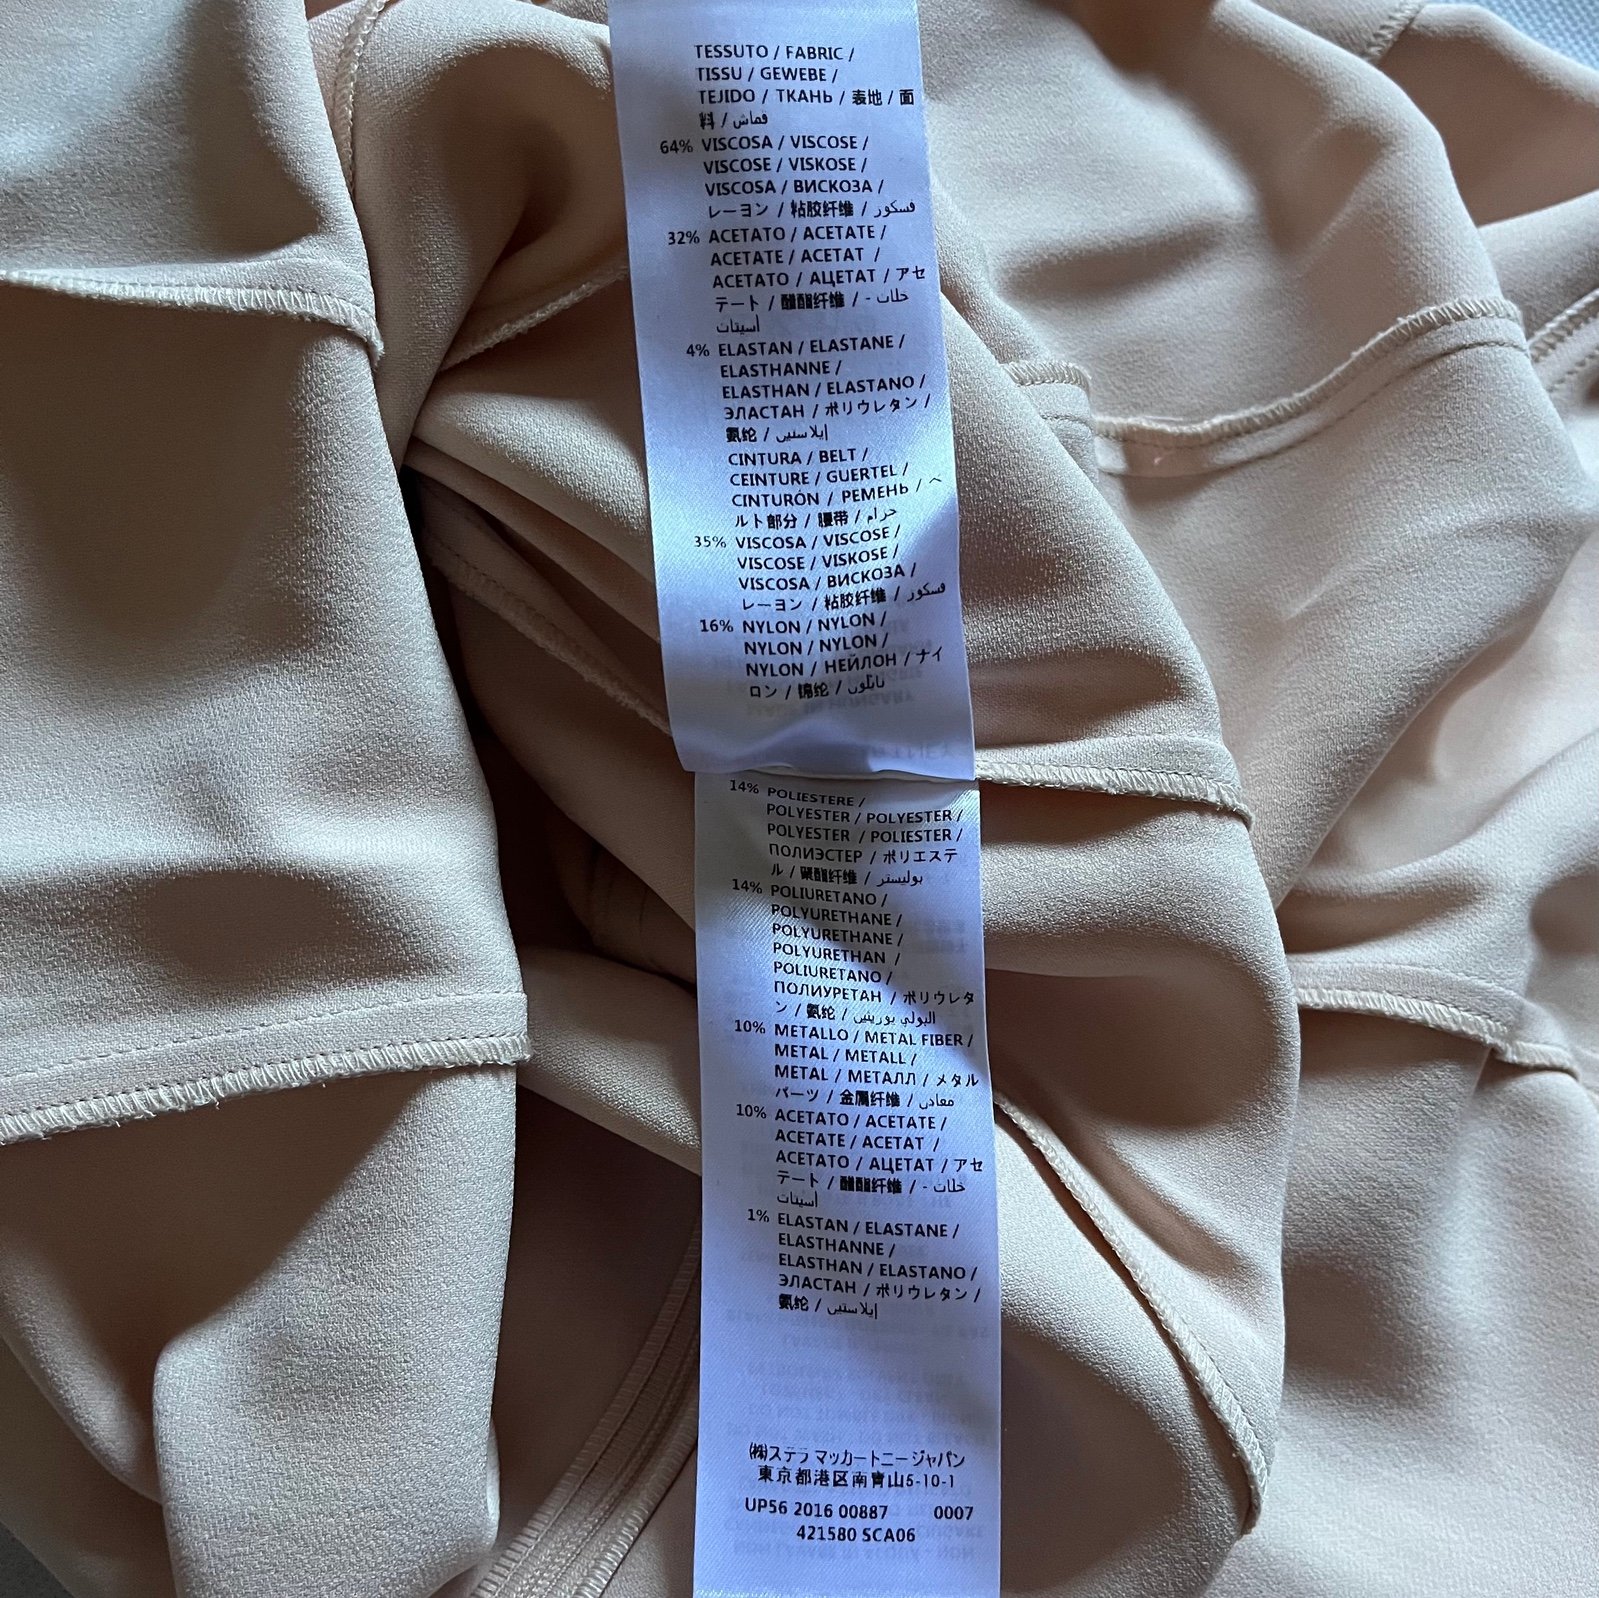 TESSUTO / FABRIC /
TISSU / GEWEBE /
TEJIDO / ТКАНЬ / 表地 / 面
料 / قماش
64% VISCOSA / VISCOSE /
VISCOSE / VISKOSE /
VISCOSA / ВИСКОЗА /
レーヨン / 粘胶纤维 / فسكوز
32% ACETATO / ACETATE /
ACETATE / ACETAT /
ACETATO / АЦЕТАТ / アセ
テート / 醋酯纤维 / - خلات
أسيتات
4% ELASTAN / ELASTANE /
ELASTHANNE /
ELASTHAN / ELASTANO /
ЭЛАСТАН / ポリウレタン /
氨纶 / إيلاستين
CINTURA / BELT /
CEINTURE / GUERTEL /
CINTURÓN / РЕМЕНЬ / ベ
ルト部分 / 腰带 / حزام
35% VISCOSA / VISCOSE /
VISCOSE / VISKOSE /
VISCOSA / ВИСКОЗА /
レーヨン / 粘胶纤维 / فسكوز
16% NYLON / NYLON /
NYLON / NYLON /
NYLON / НЕЙЛОН / ナイ
ロン / 锦纶 / نايلون
14% POLIESTERE /
POLYESTER / POLYESTER /
POLYESTER / POLIESTER /
ПОЛИЭСТЕР / ポリエステ
ル / 聚酯纤维 / بوليستر
14% POLIURETANO /
POLYURETHANE /
POLYURETHANE /
POLYURETHAN /
POLIURETANO /
ПОЛИУРЕТАН / ポリウレタ
ン / 氨纶 / البولي يوريثين
10% METALLO / METAL FIBER /
METAL / METALL /
METAL / МЕТАЛЛ / メタル
パーツ / 金属纤维 / معادن
10% ACETATO / ACETATE /
ACETATE / ACETAT /
ACETATO / АЦЕТАТ / アセ
テート / 醋酯纤维 / - خلات
أسيتات
1% ELASTAN / ELASTANE /
ELASTHANNE /
ELASTHAN / ELASTANO /
ЭЛАСТАН / ポリウレタン /
氨纶 / إيلاستين
㈱ステラ マッカートニー ジャパン
東京都港区南青山5-10-1
UP56 2016 00887 0007
421580 SCA06